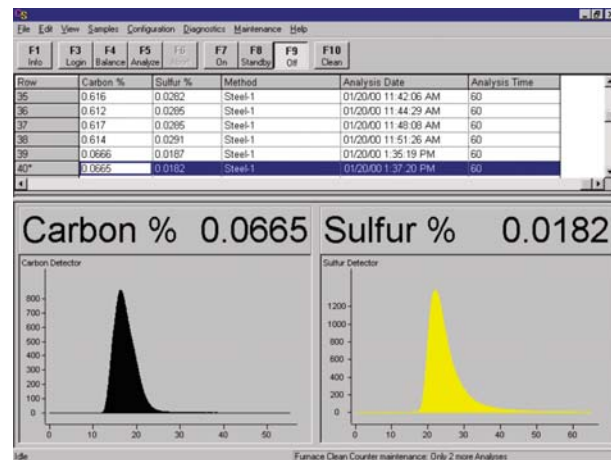 CS
File Edit View Samples Configuration Diagnostics Maintenance Help
F1 F3 F4 F5 F6 F7 F8 F9 F10
Info Login Balance Analyze On Standby Off Clean
Row Carbon % Sulfur % Method Analysis Date Analysis Time
35 0.616 0.0282 Steel-1 01/20/00 11:42:06 AM 60
36 0.612 0.0285 Steel-1 01/20/00 11:44:29 AM 60
37 0.617 0.0285 Steel-1 01/20/00 11:48:08 AM 60
38 0.614 0.0291 Steel-1 01/20/00 11:51:26 AM 60
39 0.0666 0.0187 Steel-1 01/20/00 1:35:19 PM 60
40* 0.0665 0.0182 Steel-1 01/20/00 1:37:20 PM 60
Carbon % 0.0665 Sulfur % 0.0182
Carbon Detector Sulfur Detector
800
700
600
500
400
300
200
100
0
0 10 20 30 40 50
1200
1000
800
600
400
200
0
0 10 20 30 40 50 60
Idle Furnace Clean Counter maintenance: Only 2 more Analyses